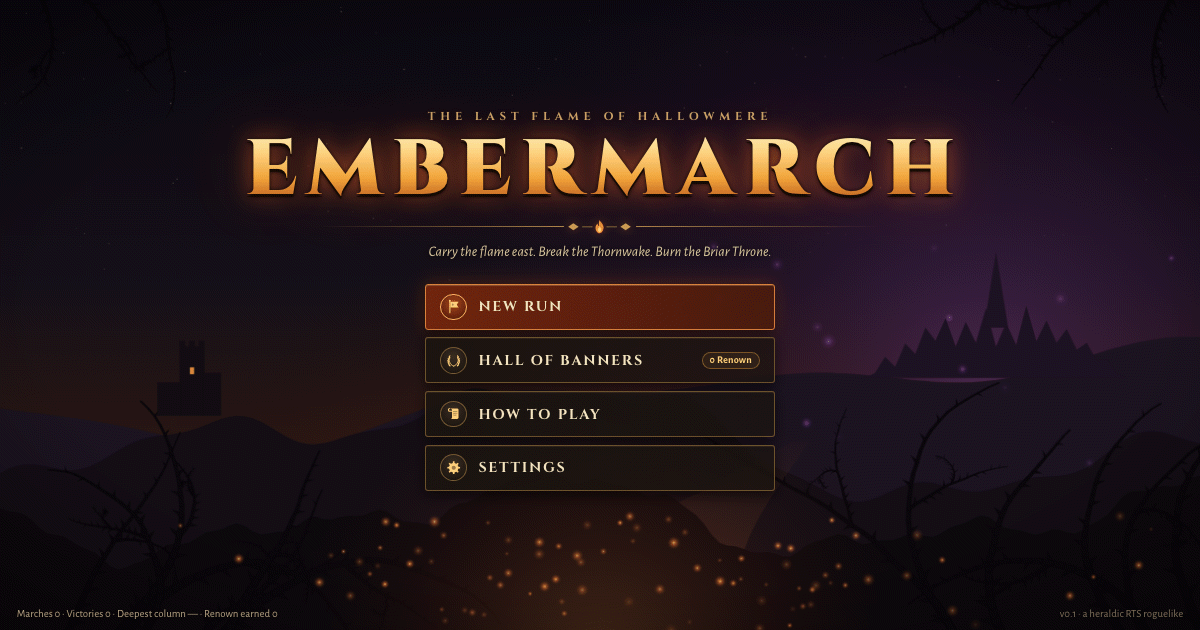 THE LAST FLAME OF HALLOWMERE
EMBERMARCH
Carry the flame east. Break the Thornwake. Burn the Briar Throne.
NEW RUN
HALL OF BANNERS
0 Renown
HOW TO PLAY
SETTINGS
Marches 0 · Victories 0 · Deepest column — · Renown earned 0
v0.1 · a heraldic RTS roguelike